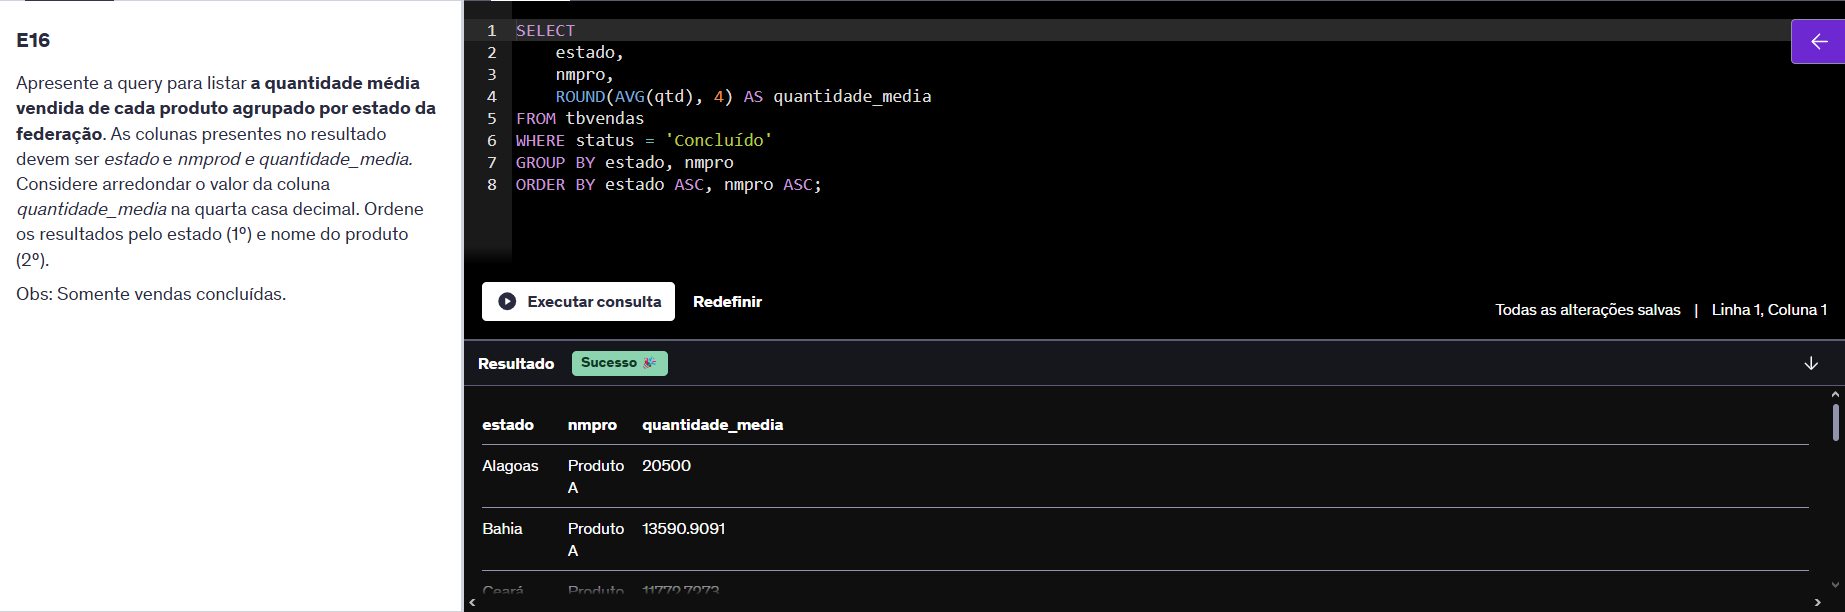 E16
Apresente a query para listar a quantidade média
vendida de cada produto agrupado por estado da
federação. As colunas presentes no resultado
devem ser estado e nmprod e quantidade_media.
Considere arredondar o valor da coluna
quantidade_media na quarta casa decimal. Ordene
os resultados pelo estado (1º) e nome do produto
(2º).
Obs: Somente vendas concluídas.
1 SELECT
2 estado,
3 nmpro,
4 ROUND(AVG(qtd), 4) AS quantidade_media
5 FROM tbvendas
6 WHERE status = 'Concluído'
7 GROUP BY estado, nmpro
8 ORDER BY estado ASC, nmpro ASC;
Executar consulta Redefinir
Todas as alterações salvas | Linha 1, Coluna 1
Resultado Sucesso 🎉
estado nmpro quantidade_media
Alagoas Produto 20500
A
Bahia Produto 13590.9091
A
Ceará Produto 11772.7273